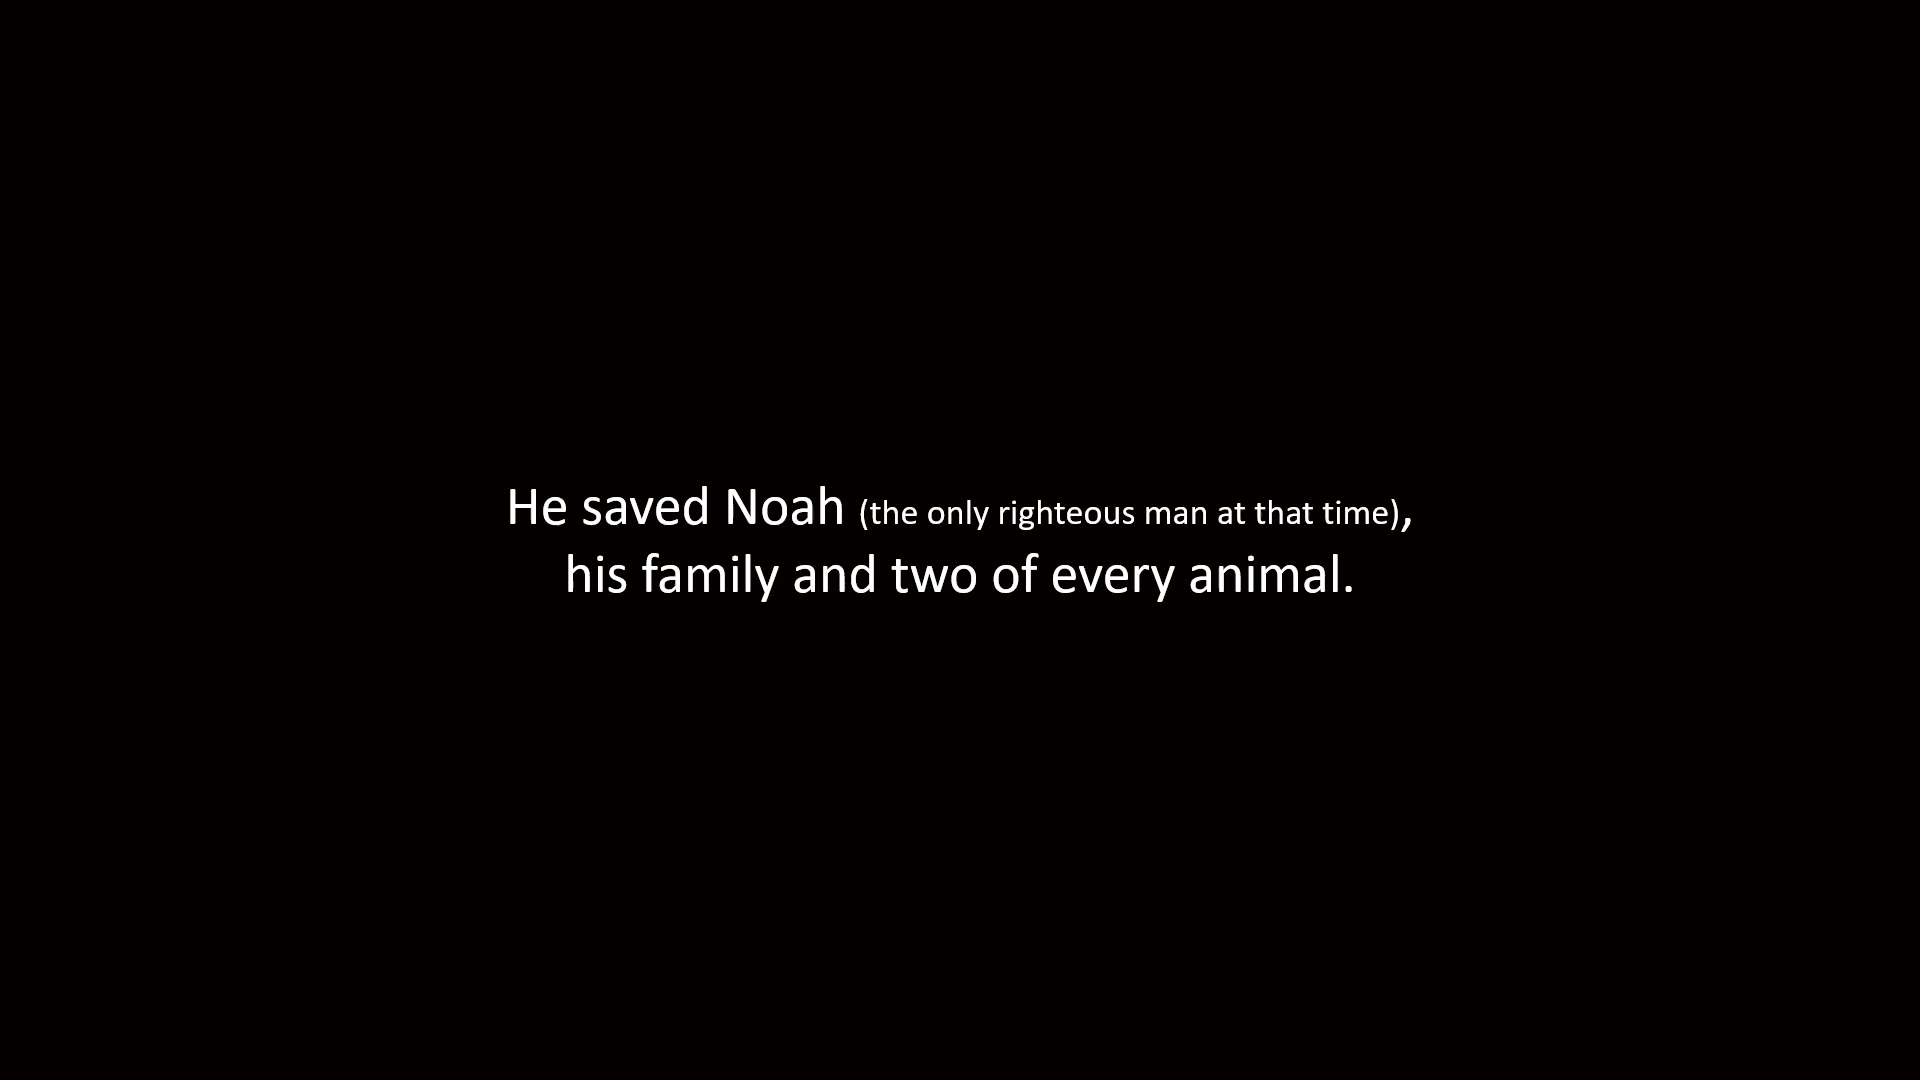 He saved Noah (the only righteous man at that time),
his family and two of every animal.